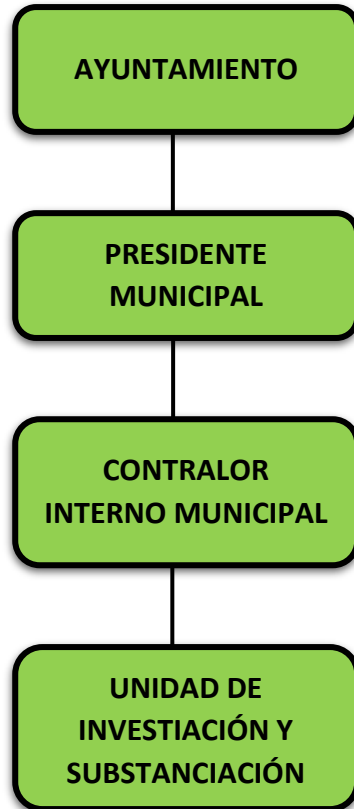 AYUNTAMIENTO
PRESIDENTE
MUNICIPAL
CONTRALOR
INTERNO MUNICIPAL
UNIDAD DE
INVESTIACIÓN Y
SUBSTANCIACIÓN